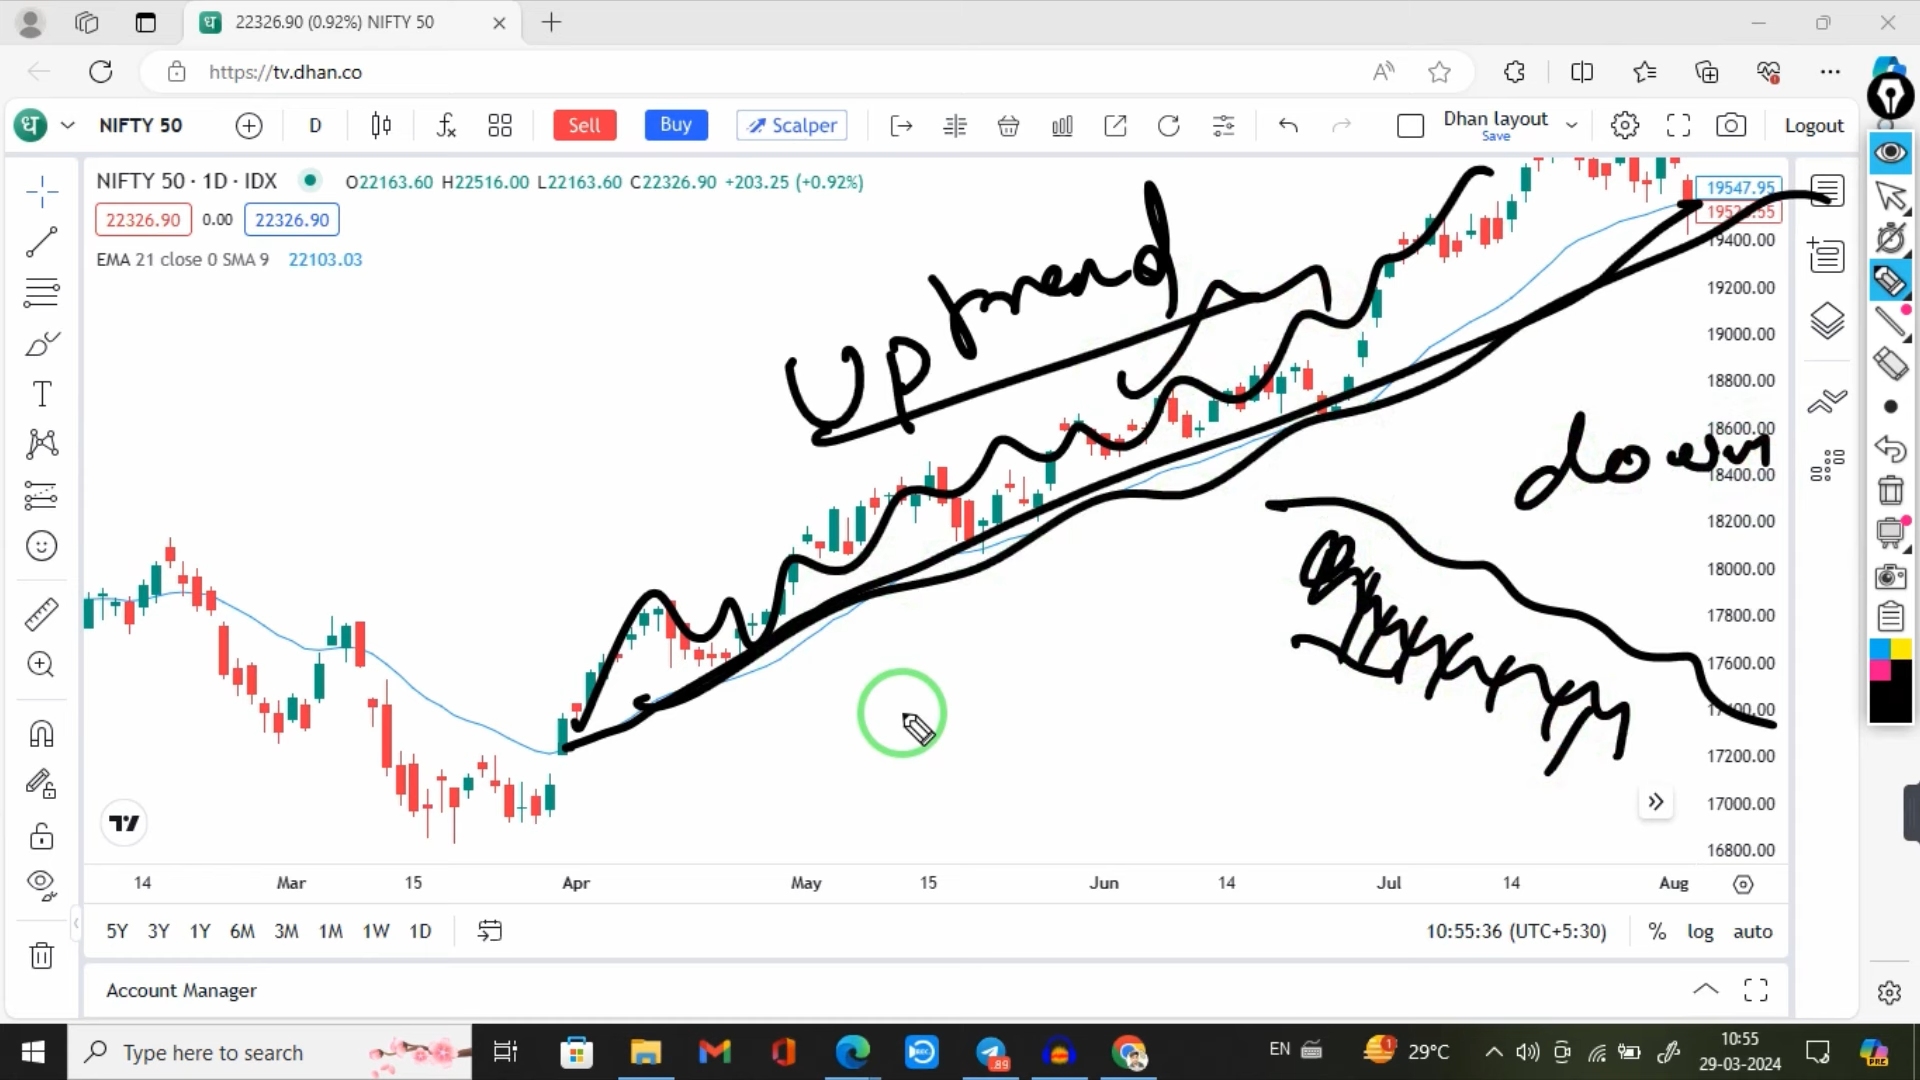 22326.90 (0.92%) NIFTY 50
https://tv.dhan.co
ध NIFTY 50 D Sell Buy Scalper Dhan layout Save Logout
NIFTY 50 · 1D · IDX O22163.60 H22516.00 L22163.60 C22326.90 +203.25 (+0.92%)
22326.90 0.00 22326.90
EMA 21 close 0 SMA 9 22103.03
19547.95
19400.00
19200.00
19000.00
18800.00
18600.00
18400.00
18200.00
18000.00
17800.00
17600.00
17400.00
17200.00
17000.00
16800.00
down
14 Mar 15 Apr May 15 Jun 14 Jul 14 Aug
5Y 3Y 1Y 6M 3M 1M 1W 1D 10:55:36 (UTC+5:30) % log auto
Account Manager
Type here to search
EN 29°C 10:55
29-03-2024